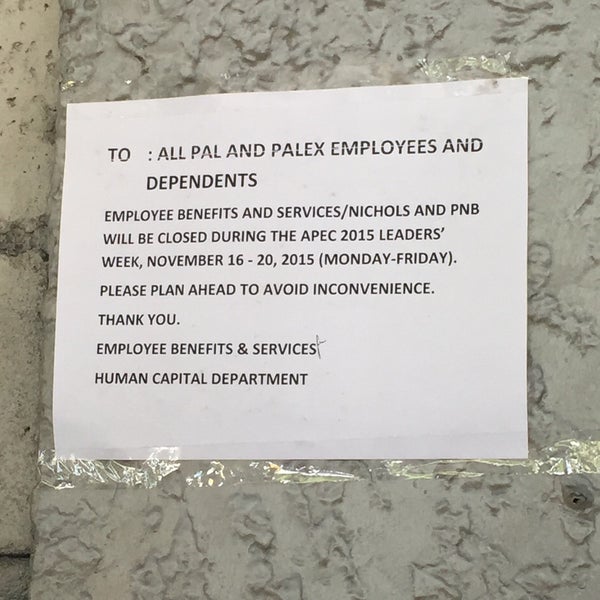 TO : ALL PAL AND PALEX EMPLOYEES AND
DEPENDENTS
EMPLOYEE BENEFITS AND SERVICES/NICHOLS AND PNB
WILL BE CLOSED DURING THE APEC 2015 LEADERS'
WEEK, NOVEMBER 16 - 20, 2015 (MONDAY-FRIDAY).
PLEASE PLAN AHEAD TO AVOID INCONVENIENCE.
THANK YOU.
EMPLOYEE BENEFITS & SERVICES
HUMAN CAPITAL DEPARTMENT